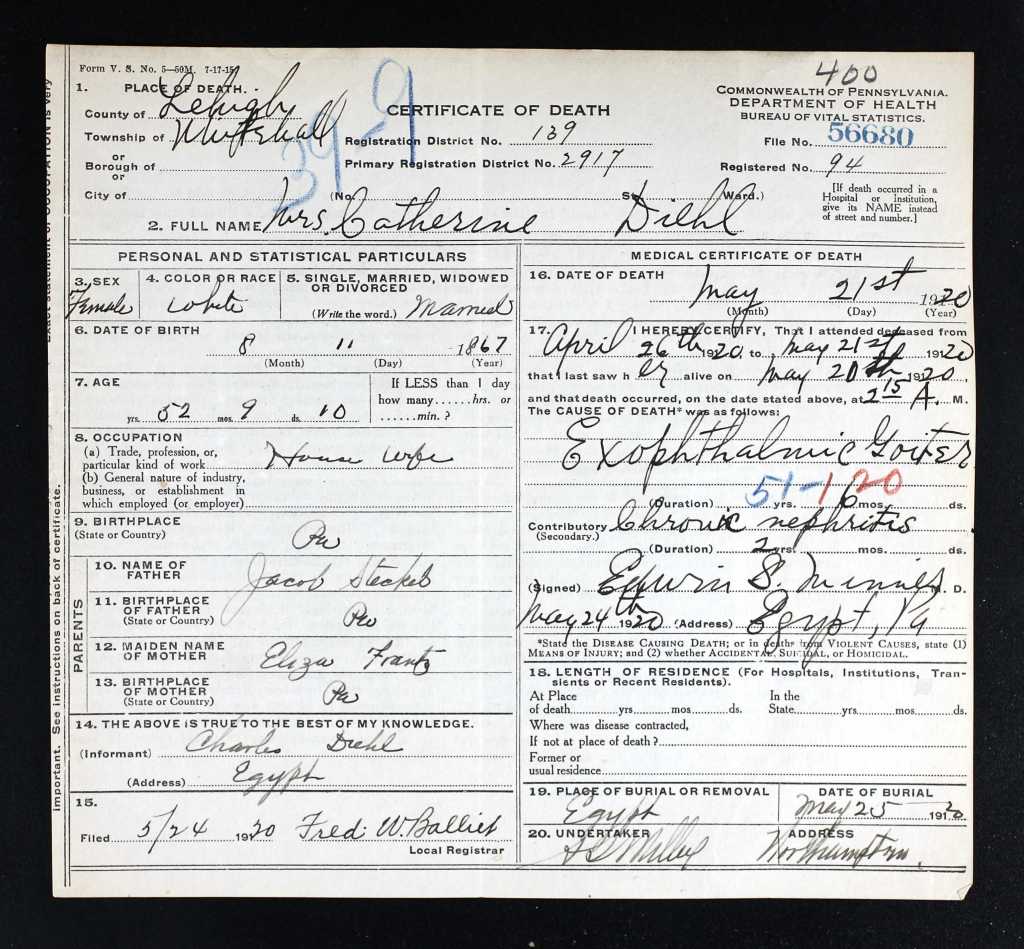 400
Form V. S. No. 5—50M. 7-17-15
1. PLACE OF DEATH.
County of Lehigh
Township of Whitehall
or
Borough of
or
City of (No. St. Ward.)
39-9
CERTIFICATE OF DEATH
Registration District No. 139
Primary Registration District No. 2917
COMMONWEALTH OF PENNSYLVANIA.
DEPARTMENT OF HEALTH
BUREAU OF VITAL STATISTICS.
File No. 56680
Registered No. 94
[If death occurred in a
Hospital or Institution,
give its NAME instead
of street and number.]
2. FULL NAME Mrs. Catherine Diehl
PERSONAL AND STATISTICAL PARTICULARS
3. SEX
Female
4. COLOR OR RACE
White
5. SINGLE, MARRIED, WIDOWED
OR DIVORCED
(Write the word.) Married
6. DATE OF BIRTH
8 11 1867
(Month) (Day) (Year)
7. AGE
yrs. 52 mos. 9 ds. 10
If LESS than 1 day
how many......hrs. or
......min.?
8. OCCUPATION
(a) Trade, profession, or,
particular kind of work House Wife
(b) General nature of industry,
business, or establishment in
which employed (or employer)
9. BIRTHPLACE
(State or Country)
Pa
PARENTS
10. NAME OF
FATHER
Jacob Steckel
11. BIRTHPLACE
OF FATHER
(State or Country)
Pa
12. MAIDEN NAME
OF MOTHER
Eliza Frantz
13. BIRTHPLACE
OF MOTHER
(State or Country)
Pa
14. THE ABOVE IS TRUE TO THE BEST OF MY KNOWLEDGE.
(Informant) Charles Diehl
(Address) Egypt
15.
Filed 5/24 1920 Fred. W. Balliet
Local Registrar
MEDICAL CERTIFICATE OF DEATH
16. DATE OF DEATH
May 21st 1920
(Month) (Day) (Year)
17. I HEREBY CERTIFY, That I attended deceased from
April 26th 1920 to May 21st 1920
that I last saw her alive on May 20th 1920
and that death occurred, on the date stated above, at 2 15 A. M.
The CAUSE OF DEATH* was as follows:
Exophthalmic Goiter
51-1 20
(Duration) yrs. 6 mos. ds.
Contributory Chronic nephritis
(Secondary.)
(Duration) 2 yrs. mos. ds.
(Signed) Edwin S. M. D.
May 24th 1920 (Address) Egypt, Pa
*State the DISEASE CAUSING DEATH; or in deaths from VIOLENT CAUSES, state (1)
MEANS OF INJURY; and (2) whether ACCIDENTAL, SUICIDAL, or HOMICIDAL.
18. LENGTH OF RESIDENCE (For Hospitals, Institutions, Tran-
sients or Recent Residents).
At Place In the
of death......yrs......mos......ds. State......yrs......mos......ds.
Where was disease contracted,
If not at place of death?
Former or
usual residence
19. PLACE OF BURIAL OR REMOVAL
Egypt
DATE OF BURIAL
May 25 1920
20. UNDERTAKER
ADDRESS
Northampton.
important. See instructions on back of certificate.